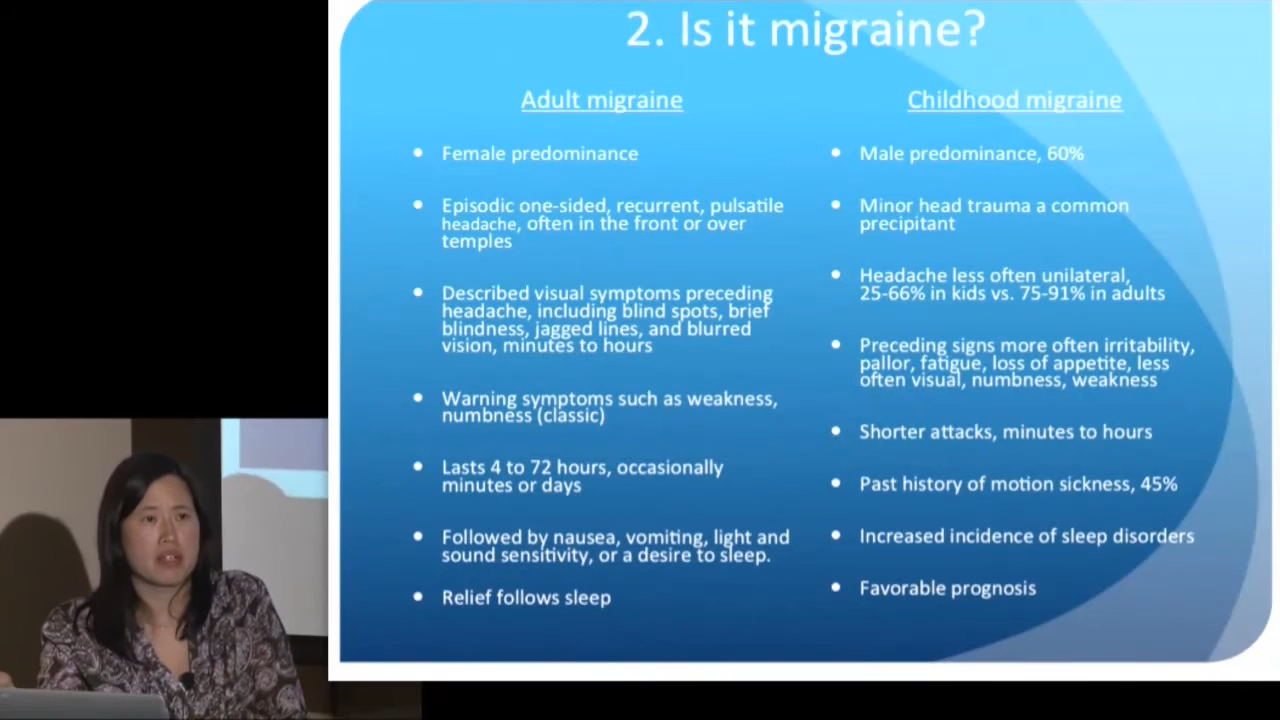 2. Is it migraine?
Adult migraine
• Female predominance
• Episodic one-sided, recurrent, pulsatile
headache, often in the front or over
temples
• Described visual symptoms preceding
headache, including blind spots, brief
blindness, jagged lines, and blurred
vision, minutes to hours
• Warning symptoms such as weakness,
numbness (classic)
• Lasts 4 to 72 hours, occasionally
minutes or days
• Followed by nausea, vomiting, light and
sound sensitivity, or a desire to sleep.
• Relief follows sleep
Childhood migraine
• Male predominance, 60%
• Minor head trauma a common
precipitant
• Headache less often unilateral,
25-66% in kids vs. 75-91% in adults
• Preceding signs more often irritability,
pallor, fatigue, loss of appetite, less
often visual, numbness, weakness
• Shorter attacks, minutes to hours
• Past history of motion sickness, 45%
• Increased incidence of sleep disorders
• Favorable prognosis